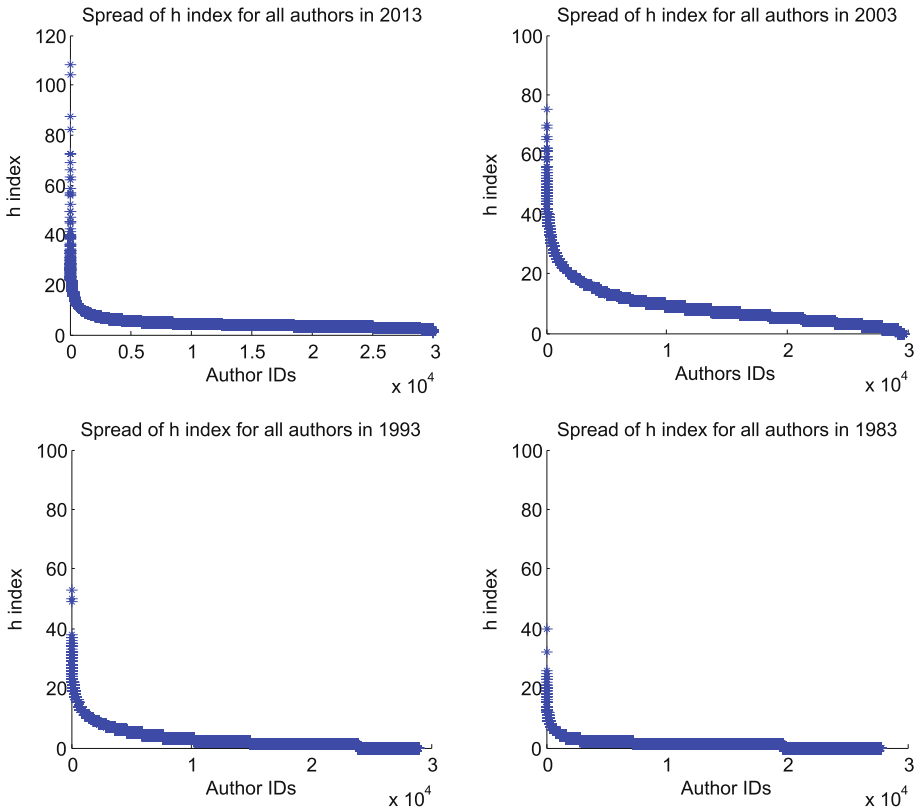 Spread of h index for all authors in 2013
120
100
80
60
40
20
0
h index
0 0.5 1 1.5 2 2.5 3
Author IDs
x 10^4
Spread of h index for all authors in 2003
100
80
60
40
20
0
h index
0 1 2 3
Authors IDs
x 10^4
Spread of h index for all authors in 1993
100
80
60
40
20
0
h index
0 1 2 3
Author IDs
x 10^4
Spread of h index for all authors in 1983
100
80
60
40
20
0
h index
0 1 2 3
Author IDs
x 10^4